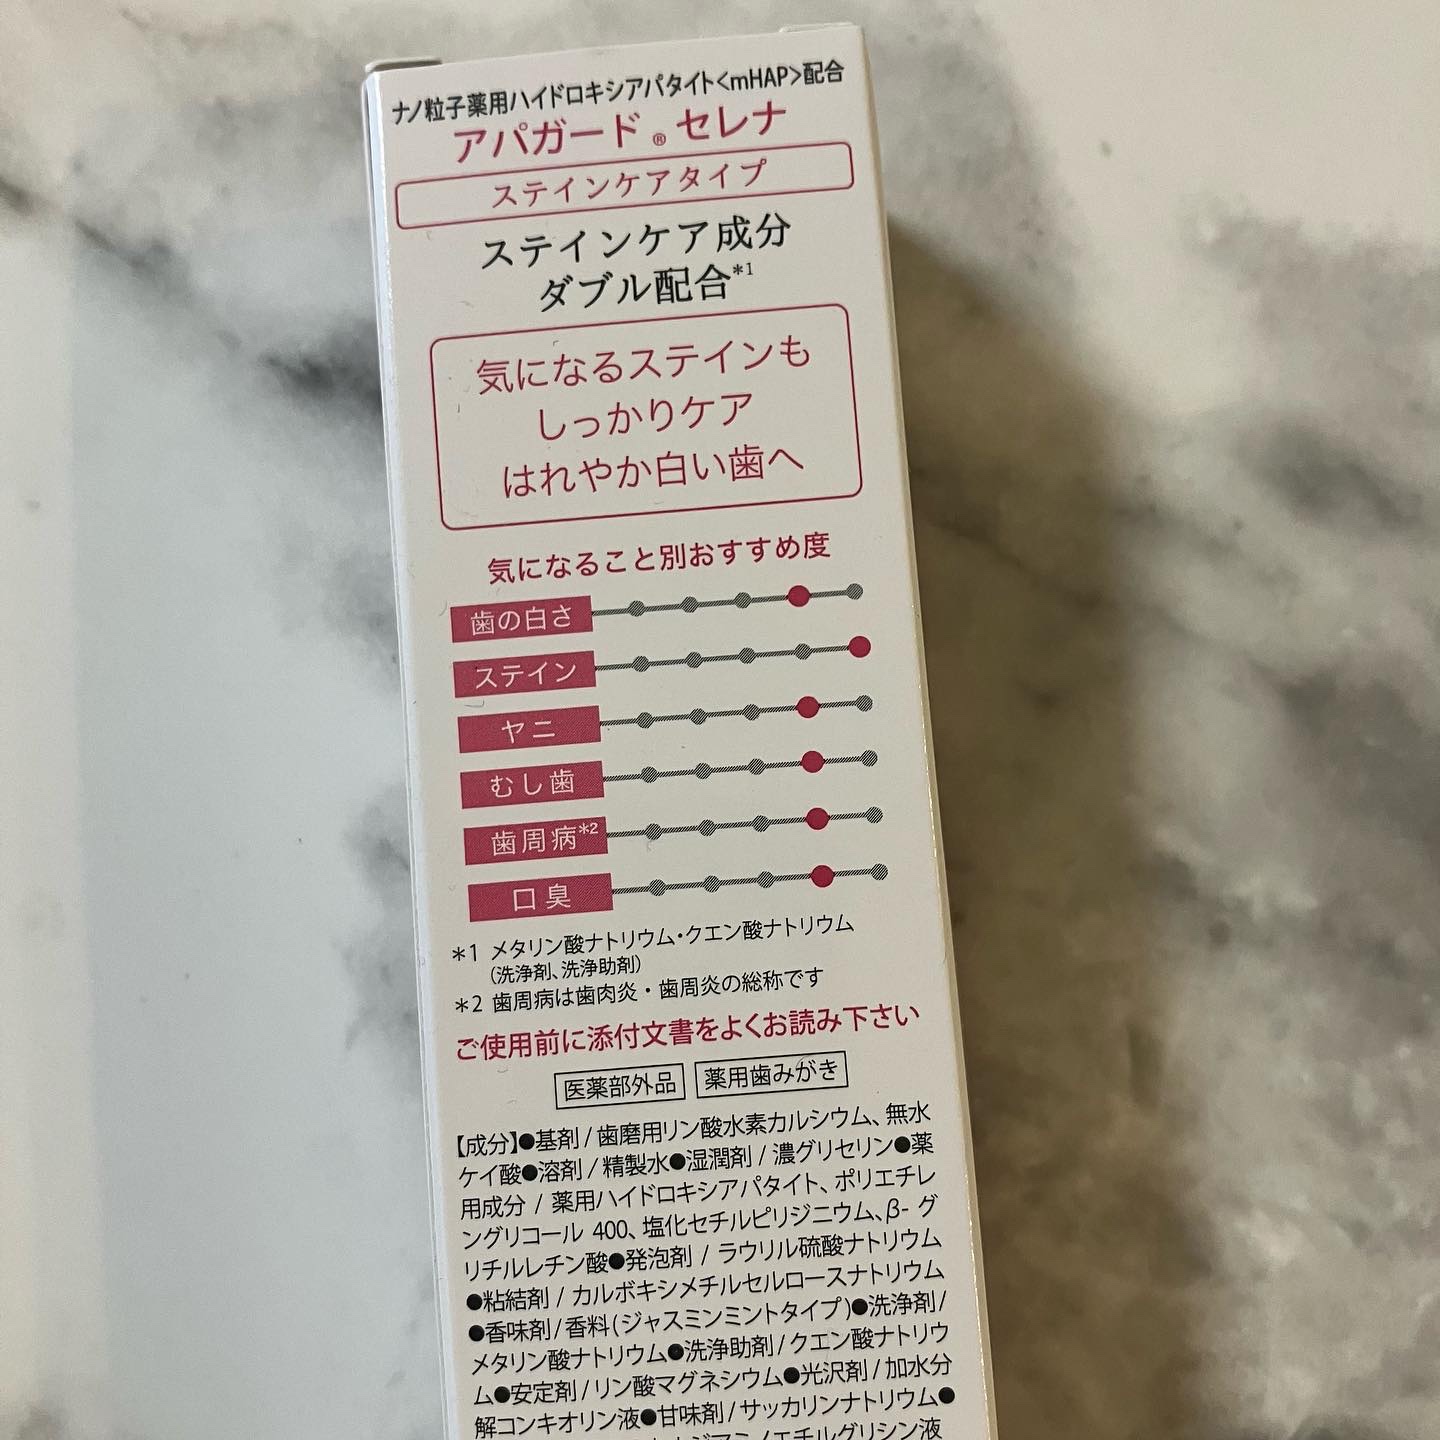 ナノ粒子薬用ハイドロキシアパタイト<mHAP>配合
アパガード®セレナ
ステインケアタイプ
ステインケア成分
ダブル配合*1
気になるステインも
しっかりケア
はれやか白い歯へ
気になること別おすすめ度
歯の白さ
ステイン
ヤニ
むし歯
歯周病*2
口臭
*1 メタリン酸ナトリウム・クエン酸ナトリウム
(洗浄剤、洗浄助剤)
*2 歯周病は歯肉炎・歯周炎の総称です
ご使用前に添付文書をよくお読み下さい
医薬部外品 薬用歯みがき
【成分】●基剤/歯磨用リン酸水素カルシウム、無水
ケイ酸●溶剤/精製水●湿潤剤/濃グリセリン●薬
用成分/薬用ハイドロキシアパタイト、ポリエチレ
ングリコール 400、塩化セチルピリジニウム、β-グ
リチルレチン酸●発泡剤/ラウリル硫酸ナトリウム
●粘結剤/カルボキシメチルセルロースナトリウム
●香味剤/香料(ジャスミンミントタイプ)●洗浄剤/
メタリン酸ナトリウム●洗浄助剤/クエン酸ナトリウ
ム●安定剤/リン酸マグネシウム●光沢剤/加水分
解コンキオリン液●甘味剤/サッカリンナトリウム●
ジアミノエチルグリシン液